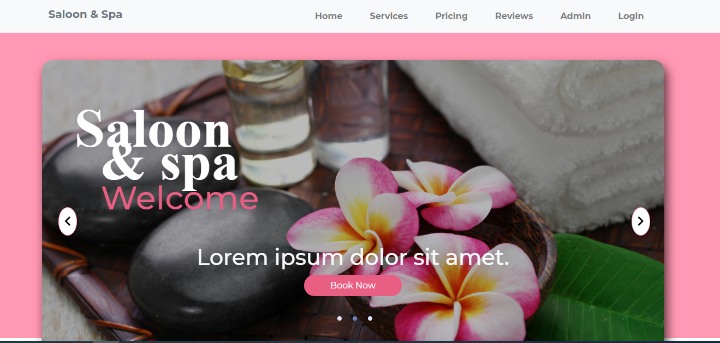 Saloon & Spa
Home Services Pricing Reviews Admin Login
Saloon
& spa
Welcome
Lorem ipsum dolor sit amet.
Book Now